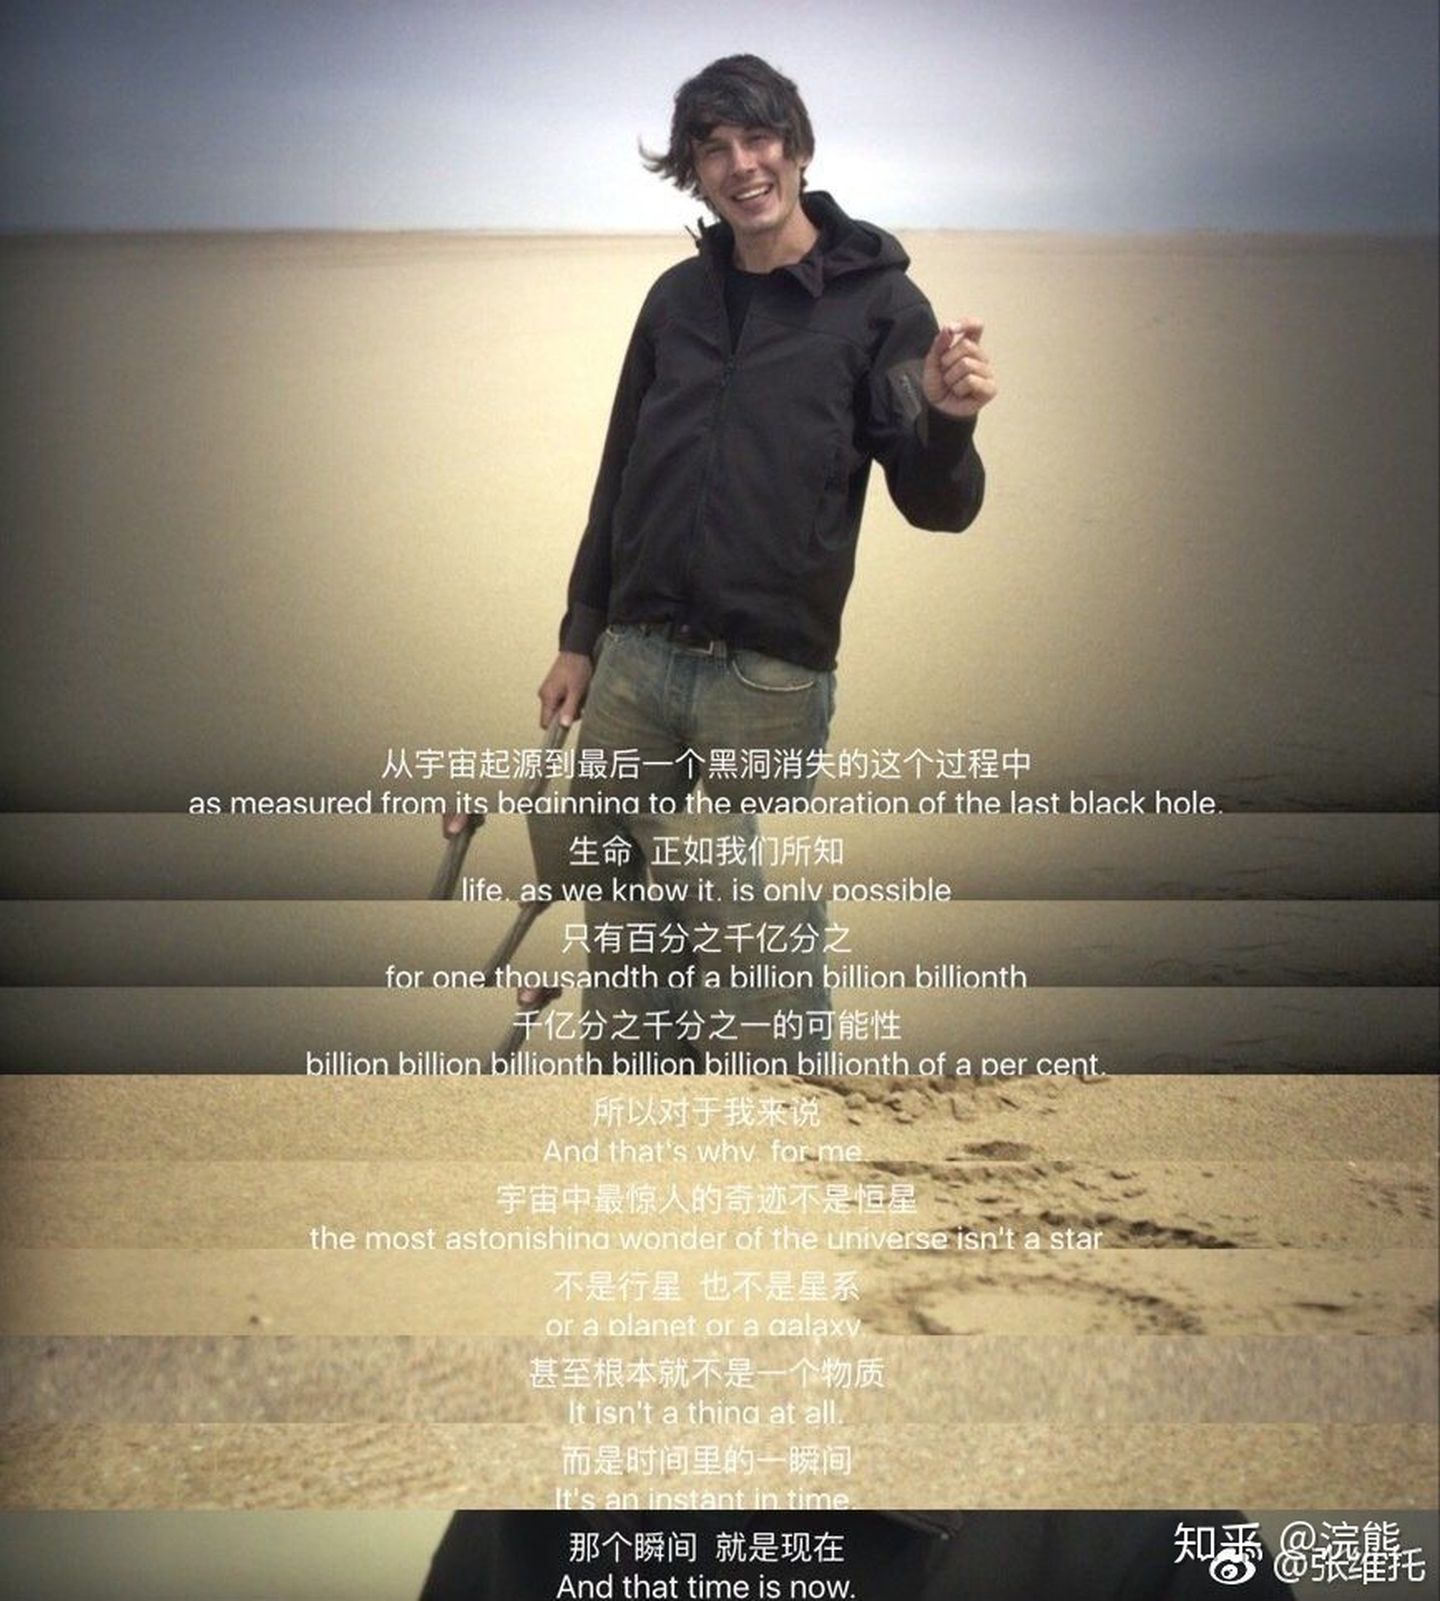 从宇宙起源到最后一个黑洞消失的这个过程中
as measured from its beginning to the evaporation of the last black hole,
生命 正如我们所知
life, as we know it, is only possible
只有百分之千亿分之
for one thousandth of a billion billion billionth
千亿分之千分之一的可能性
billion billion billionth billion billion billionth of a per cent.
所以对于我来说
And that's why, for me,
宇宙中最惊人的奇迹不是恒星
the most astonishing wonder of the universe isn't a star
不是行星 也不是星系
or a planet or a galaxy.
甚至根本就不是一个物质
It isn't a thing at all.
而是时间里的一瞬间
It's an instant in time.
那个瞬间 就是现在
And that time is now.
知乎 @浣熊
@张维托